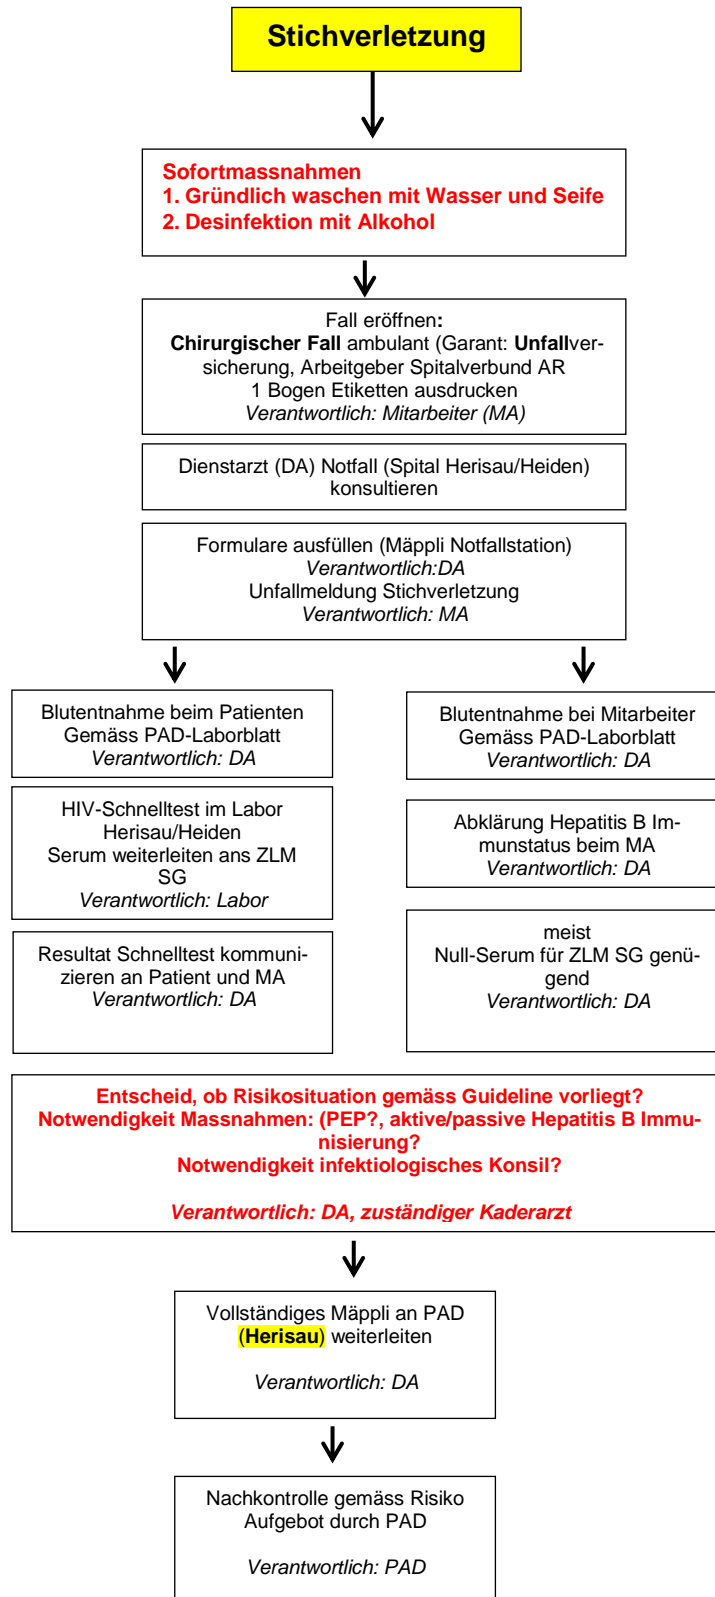 Stichverletzung
Sofortmassnahmen
1. Gründlich waschen mit Wasser und Seife
2. Desinfektion mit Alkohol
Fall eröffnen:
Chirurgischer Fall ambulant (Garant: Unfallver-
sicherung, Arbeitgeber Spitalverbund AR
1 Bogen Etiketten ausdrucken
Verantwortlich: Mitarbeiter (MA)
Dienstarzt (DA) Notfall (Spital Herisau/Heiden)
konsultieren
Formulare ausfüllen (Mäppli Notfallstation)
Verantwortlich:DA
Unfallmeldung Stichverletzung
Verantwortlich: MA
Blutentnahme beim Patienten
Gemäss PAD-Laborblatt
Verantwortlich: DA
HIV-Schnelltest im Labor
Herisau/Heiden
Serum weiterleiten ans ZLM
SG
Verantwortlich: Labor
Resultat Schnelltest kommuni-
zieren an Patient und MA
Verantwortlich: DA
Blutentnahme bei Mitarbeiter
Gemäss PAD-Laborblatt
Verantwortlich: DA
Abklärung Hepatitis B Im-
munstatus beim MA
Verantwortlich: DA
meist
Null-Serum für ZLM SG genü-
gend
Verantwortlich: DA
Entscheid, ob Risikosituation gemäss Guideline vorliegt?
Notwendigkeit Massnahmen: (PEP?, aktive/passive Hepatitis B Immu-
nisierung?
Notwendigkeit infektiologisches Konsil?
Verantwortlich: DA, zuständiger Kaderarzt
Vollständiges Mäppli an PAD
(Herisau) weiterleiten
Verantwortlich: DA
Nachkontrolle gemäss Risiko
Aufgebot durch PAD
Verantwortlich: PAD